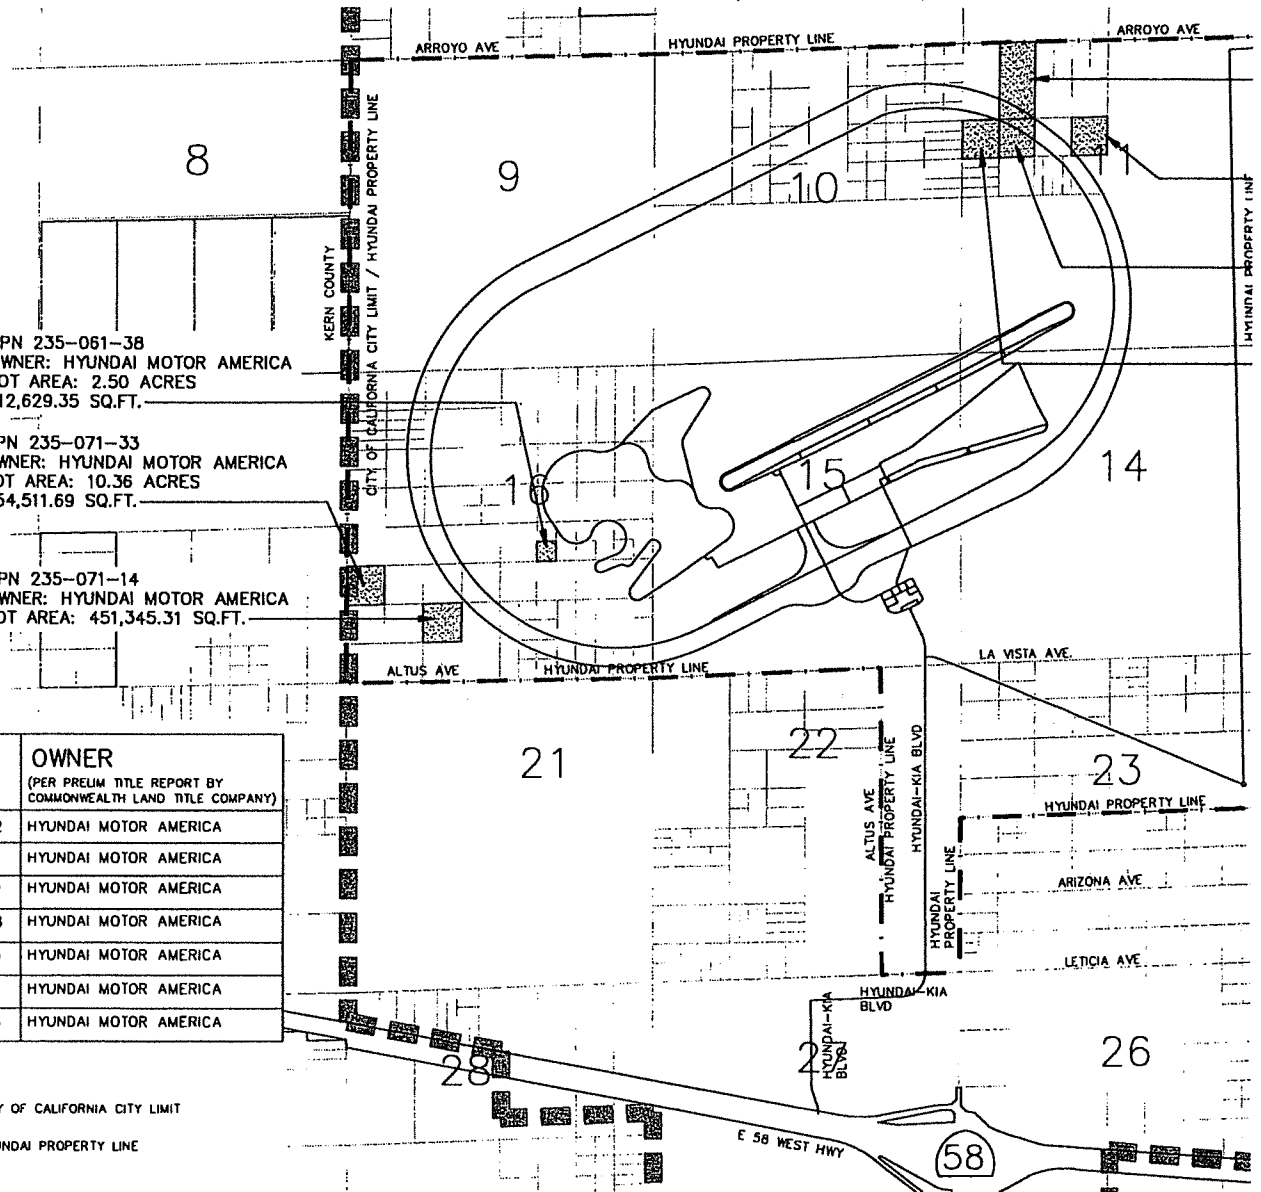 ARROYO AVE
HYUNDAI PROPERTY LINE
ARROYO AVE
8
9
10
11
KERN COUNTY
CITY OF CALIFORNIA CITY LIMIT / HYUNDAI PROPERTY LINE
HYUNDAI PROPERTY LINE
PN 235-061-38
WNER: HYUNDAI MOTOR AMERICA
OT AREA: 2.50 ACRES
12,629.35 SQ.FT.
PN 235-071-33
WNER: HYUNDAI MOTOR AMERICA
OT AREA: 10.36 ACRES
54,511.69 SQ.FT.
PN 235-071-14
WNER: HYUNDAI MOTOR AMERICA
OT AREA: 451,345.31 SQ.FT.
15
14
ALTUS AVE
HYUNDAI PROPERTY LINE
LA VISTA AVE.
21
22
23
ALTUS AVE
HYUNDAI PROPERTY LINE
HYUNDAI-KIA BLVD
HYUNDAI
PROPERTY LINE
HYUNDAI PROPERTY LINE
ARIZONA AVE
LETICIA AVE
OWNER
(PER PRELIM TITLE REPORT BY
COMMONWEALTH LAND TITLE COMPANY)
2 HYUNDAI MOTOR AMERICA
HYUNDAI MOTOR AMERICA
HYUNDAI MOTOR AMERICA
HYUNDAI MOTOR AMERICA
HYUNDAI MOTOR AMERICA
HYUNDAI MOTOR AMERICA
HYUNDAI MOTOR AMERICA
HYUNDAI-KIA
BLVD
HYUNDAI-KIA
BLVD
28
26
Y OF CALIFORNIA CITY LIMIT
UNDAI PROPERTY LINE
E 58 WEST HWY
58